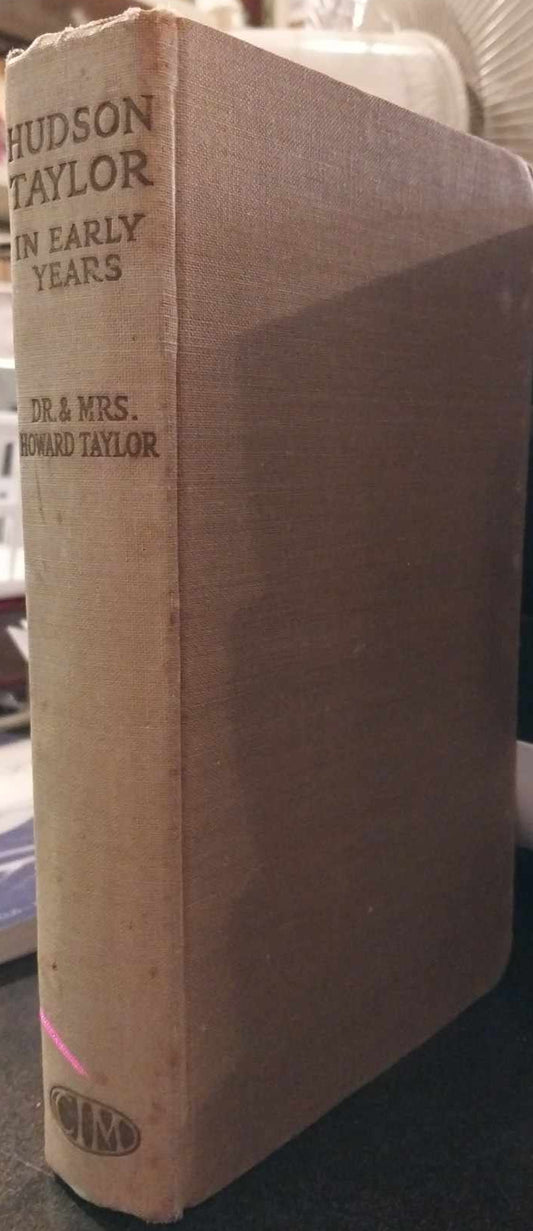 HUDSON
TAYLOR
IN EARLY
YEARS
DR. & MRS.
HOWARD TAYLOR
CIM